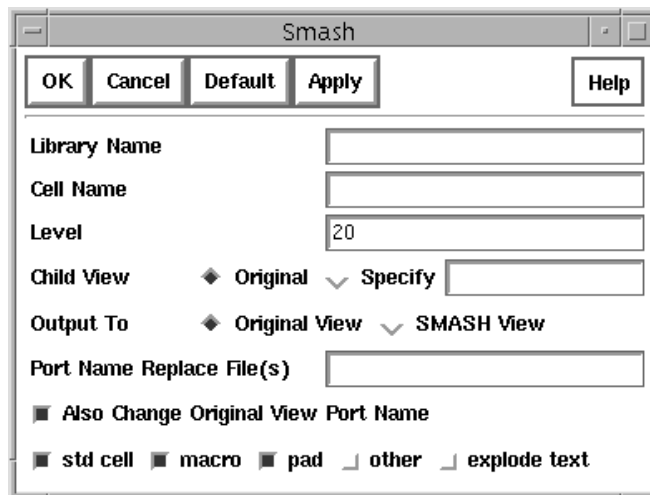 Smash
OK Cancel Default Apply Help
Library Name
Cell Name
Level 20
Child View Original Specify
Output To Original View SMASH View
Port Name Replace File(s)
Also Change Original View Port Name
std cell macro pad other explode text